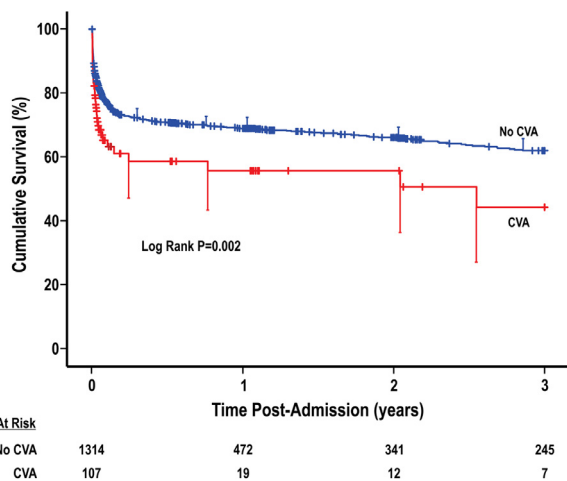 100
80
60
40
20
0
Cumulative Survival (%)
No CVA
CVA
Log Rank P=0.002
0 1 2 3
Time Post-Admission (years)
At Risk
No CVA 1314 472 341 245
CVA 107 19 12 7